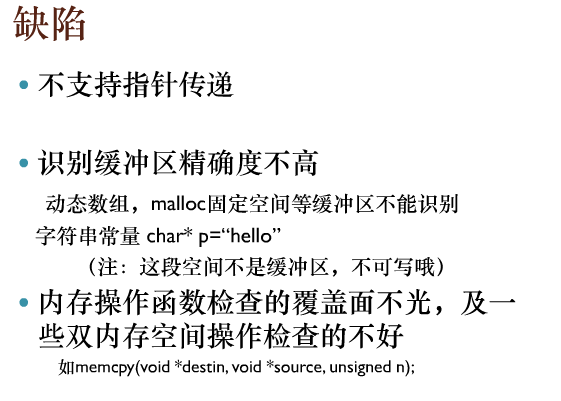 缺陷
不支持指针传递
识别缓冲区精确度不高
动态数组，malloc固定空间等缓冲区不能识别
字符串常量 char* p=“hello”
（注：这段空间不是缓冲区，不可写哦）
内存操作函数检查的覆盖面不光，及一
些双内存空间操作检查的不好
如memcpy(void *destin, void *source, unsigned n);